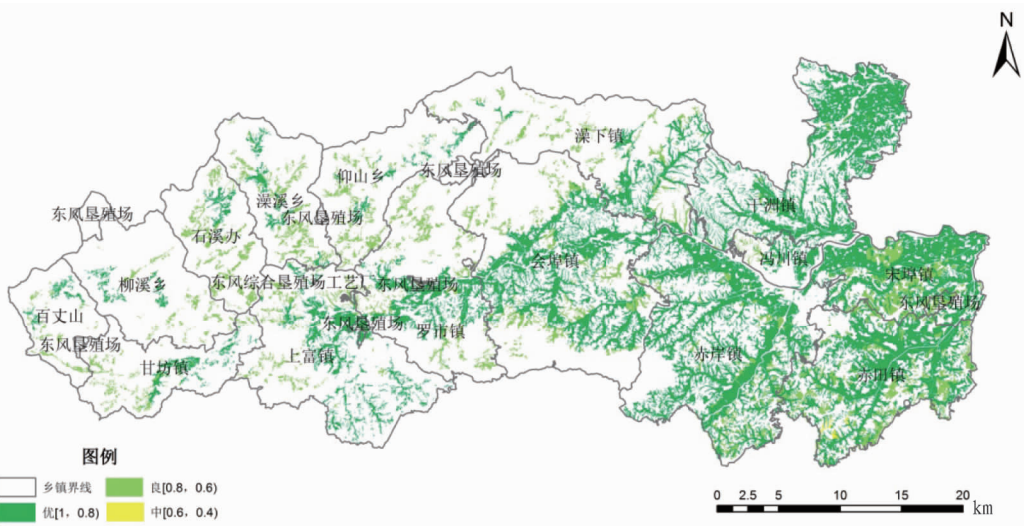 N
澡下镇
仰山乡
东风垦殖场
澡溪乡
东风垦殖场
干洲镇
东风垦殖场
石溪办
冯川镇
会埠镇
宋埠镇
柳溪乡
东风综合垦殖场工艺厂
东风垦殖场
东风垦殖场
百丈山
东风垦殖场
罗市镇
东风垦殖场
上富镇
赤岸镇
甘坊镇
赤田镇
图例
乡镇界线
良[0.8，0.6)
优[1，0.8)
中[0.6，0.4)
0 2.5 5 10 15 20
km